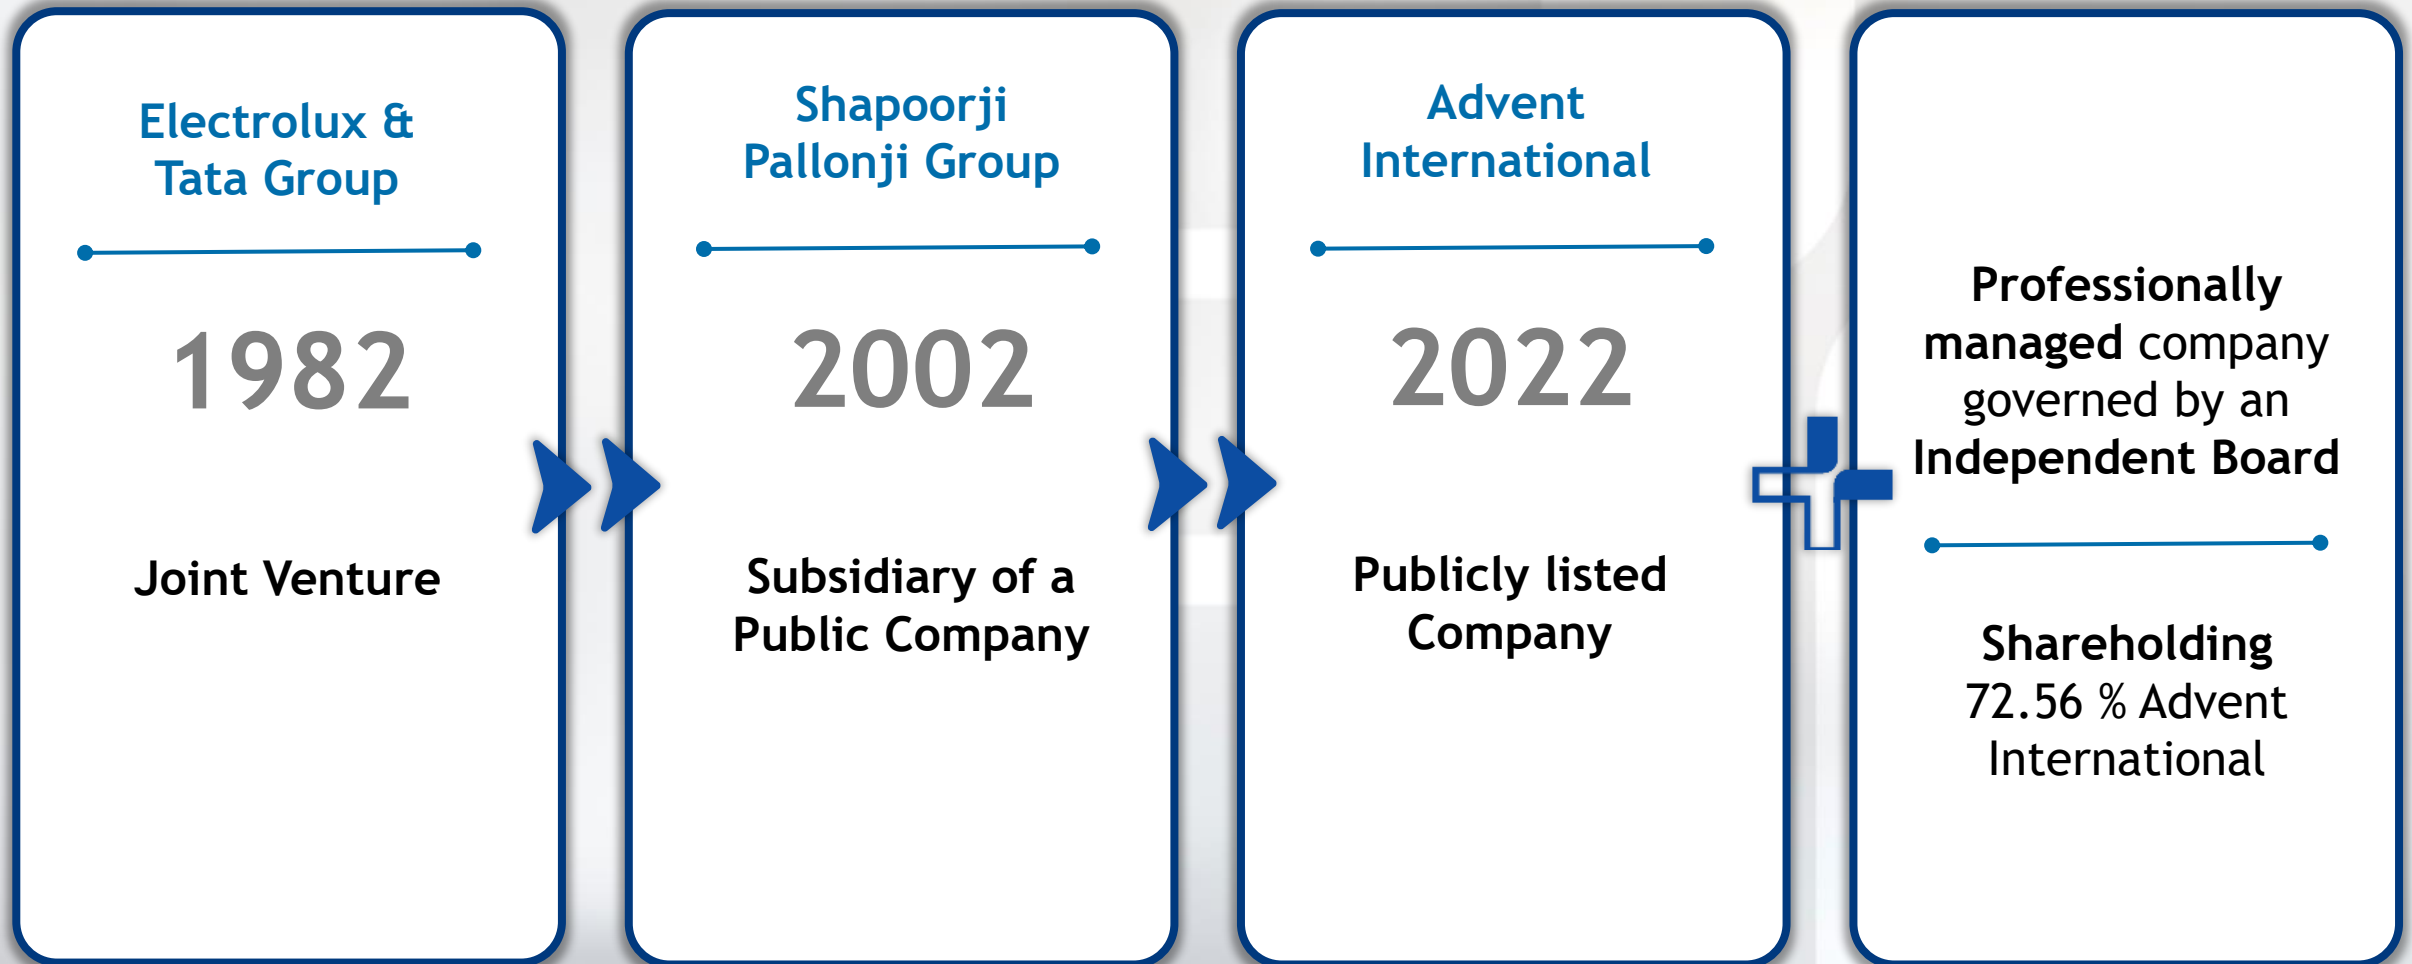 Electrolux &
Tata Group
1982
Joint Venture
Shapoorji
Pallonji Group
2002
Subsidiary of a
Public Company
Advent
International
2022
Publicly listed
Company
Professionally
managed company
governed by an
Independent Board
Shareholding
72.56 % Advent
International